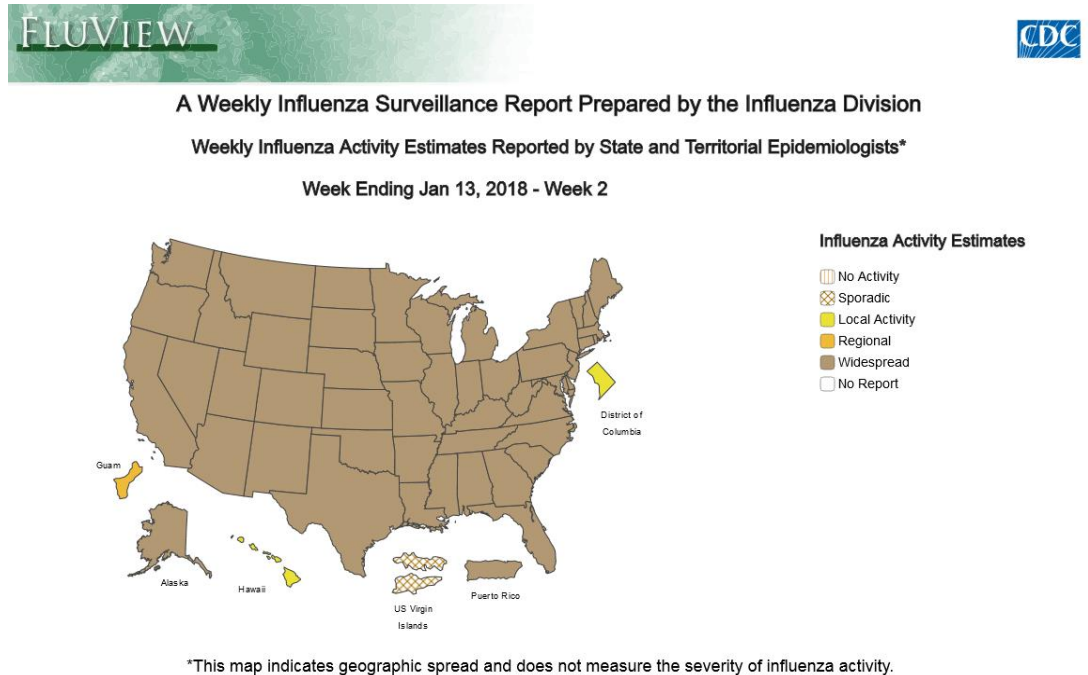 FLUVIEW
CDC
A Weekly Influenza Surveillance Report Prepared by the Influenza Division
Weekly Influenza Activity Estimates Reported by State and Territorial Epidemiologists*
Week Ending Jan 13, 2018 - Week 2
Influenza Activity Estimates
No Activity
Sporadic
Local Activity
Regional
Widespread
No Report
District of
Columbia
Guam
Alaska
Hawaii
US Virgin
Islands
Puerto Rico
*This map indicates geographic spread and does not measure the severity of influenza activity.